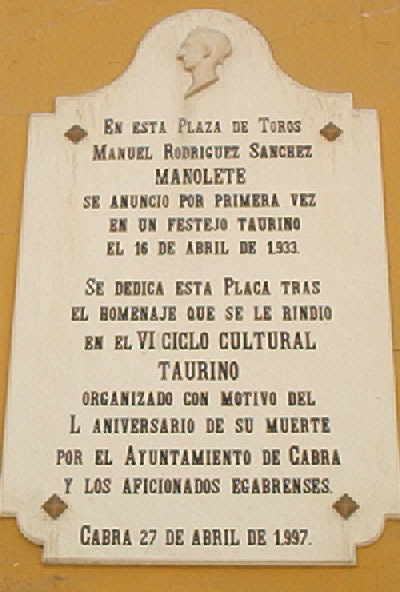 EN ESTA PLAZA DE TOROS
MANUEL RODRIGUEZ SANCHEZ
MANOLETE
SE ANUNCIO POR PRIMERA VEZ
EN UN FESTEJO TAURINO
EL 16 DE ABRIL DE 1.933.
SE DEDICA ESTA PLACA TRAS
EL HOMENAJE QUE SE LE RINDIO
EN EL VI CICLO CULTURAL
TAURINO
ORGANIZADO CON MOTIVO DEL
L ANIVERSARIO DE SU MUERTE
POR EL AYUNTAMIENTO DE CABRA
Y LOS AFICIONADOS EGABRENSES.
CABRA 27 DE ABRIL DE 1.997.